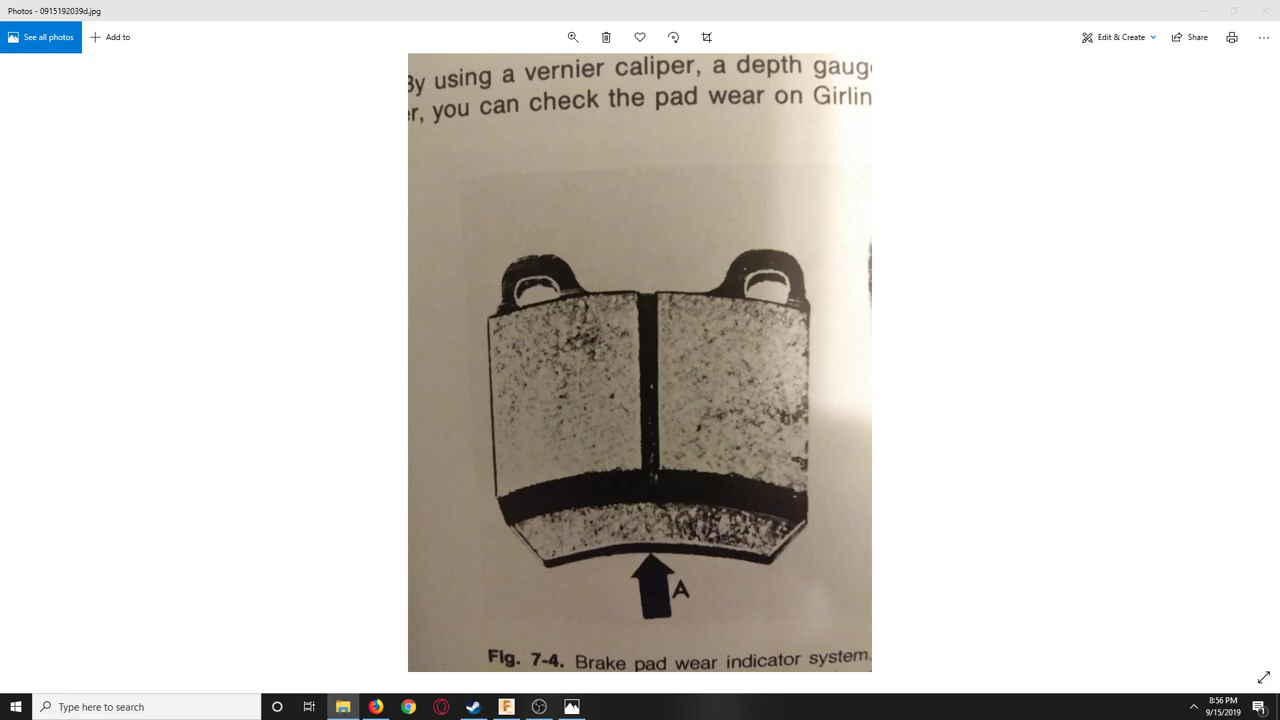 Photos - 0915192039d.jpg
See all photos
Add to
Edit & Create
Share
By using a vernier caliper, a depth gaug
er, you can check the pad wear on Girlin
A
Fig. 7-4. Brake pad wear indicator system.
Type here to search
8:56 PM
9/15/2019
1